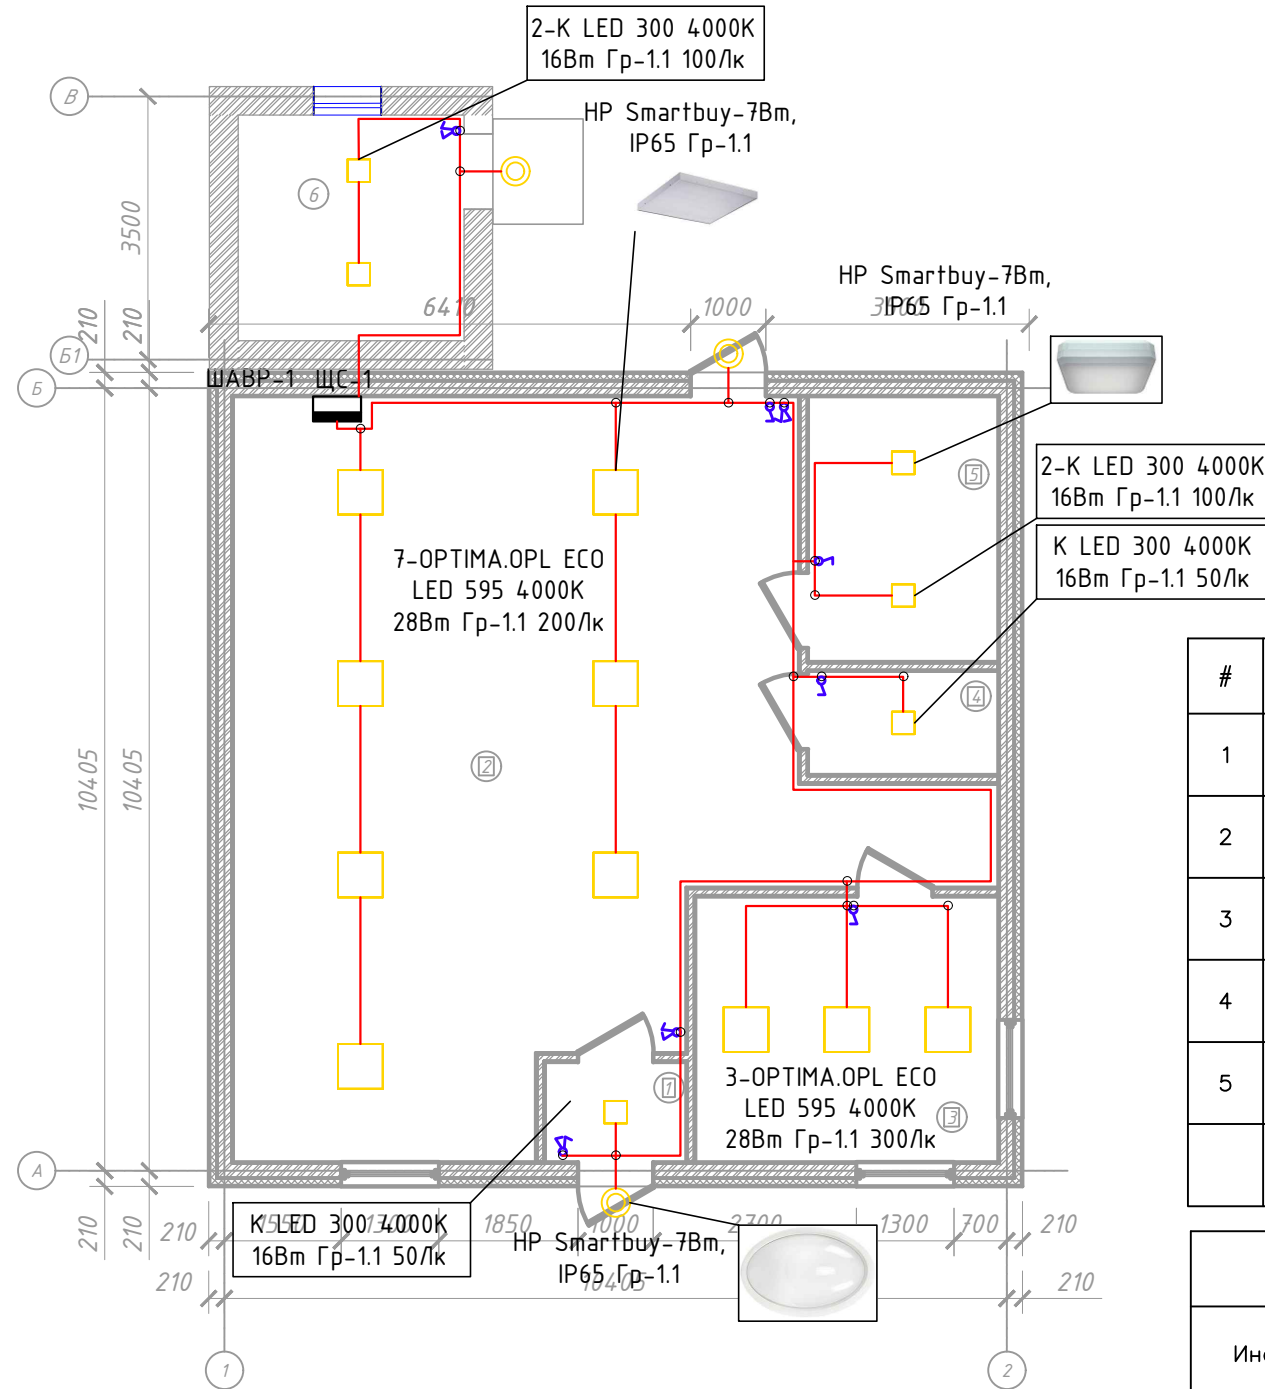 2-К LED 300 4000К
16Вт Гр-1.1 100Лк
В
НР Smartbuy-7Вт,
IP65 Гр-1.1
6
3500
НР Smartbuy-7Вт,
IP65 Гр-1.1
6410
1000
210
210
Б1
Б
ШАВР-1 ЩС-1
2-К LED 300 4000К
16Вт Гр-1.1 100Лк
5
К LED 300 4000К
16Вт Гр-1.1 50Лк
7-OPTIMA.OPL ECO
LED 595 4000К
28Вт Гр-1.1 200Лк
#
4
1
10405
10405
2
2
3
4
1
3-OPTIMA.OPL ECO
LED 595 4000К
28Вт Гр-1.1 300Лк
3
5
А
210
210
210
1550
1300
1850
1000
2700
1300
700
210
К LED 300 4000К
16Вт Гр-1.1 50Лк
НР Smartbuy-7Вт,
IP65 Гр-1.1
210
10405
210
1
2